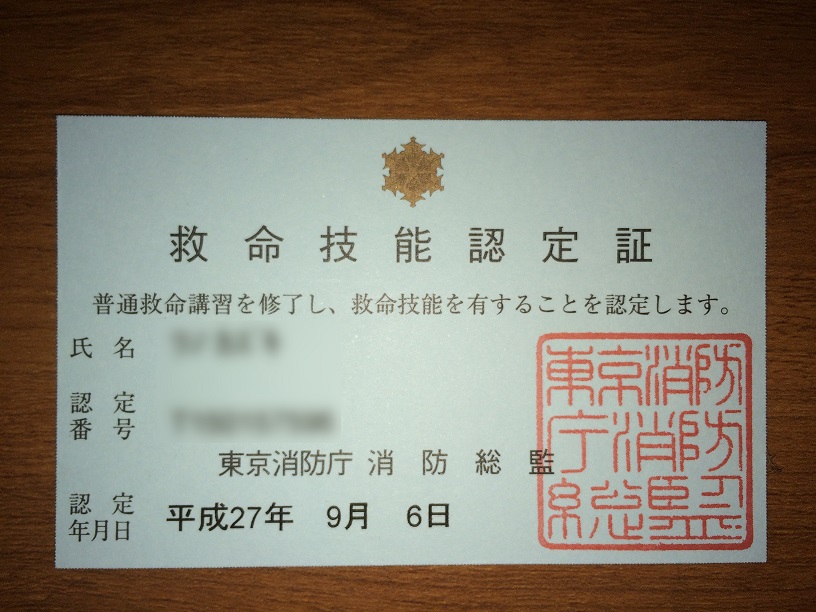 救命技能認定証
普通救命講習を修了し、救命技能を有することを認定します。
氏名
認定
番号
東京消防庁 消防総監
認定
年月日
平成27年 9月 6日
東京消防
庁消防
総監